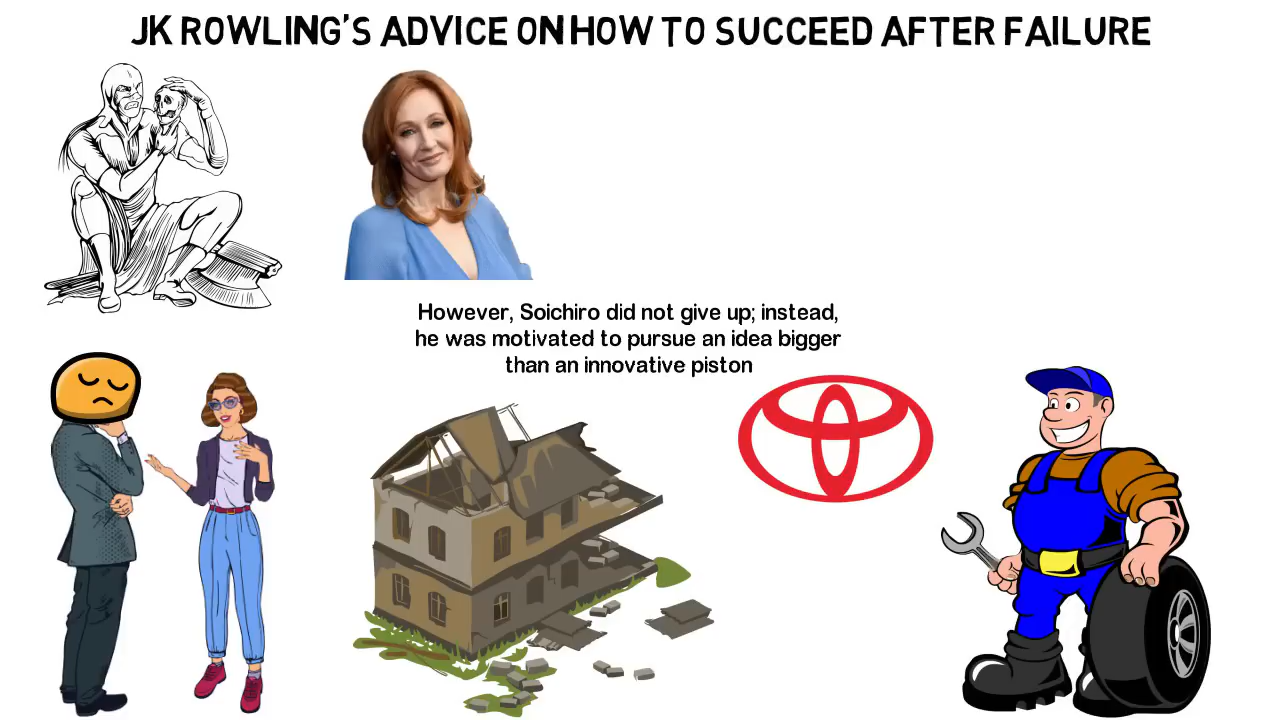 JK ROWLING'S ADVICE ON HOW TO SUCCEED AFTER FAILURE
However, Soichiro did not give up; instead,
he was motivated to pursue an idea bigger
than an innovative piston